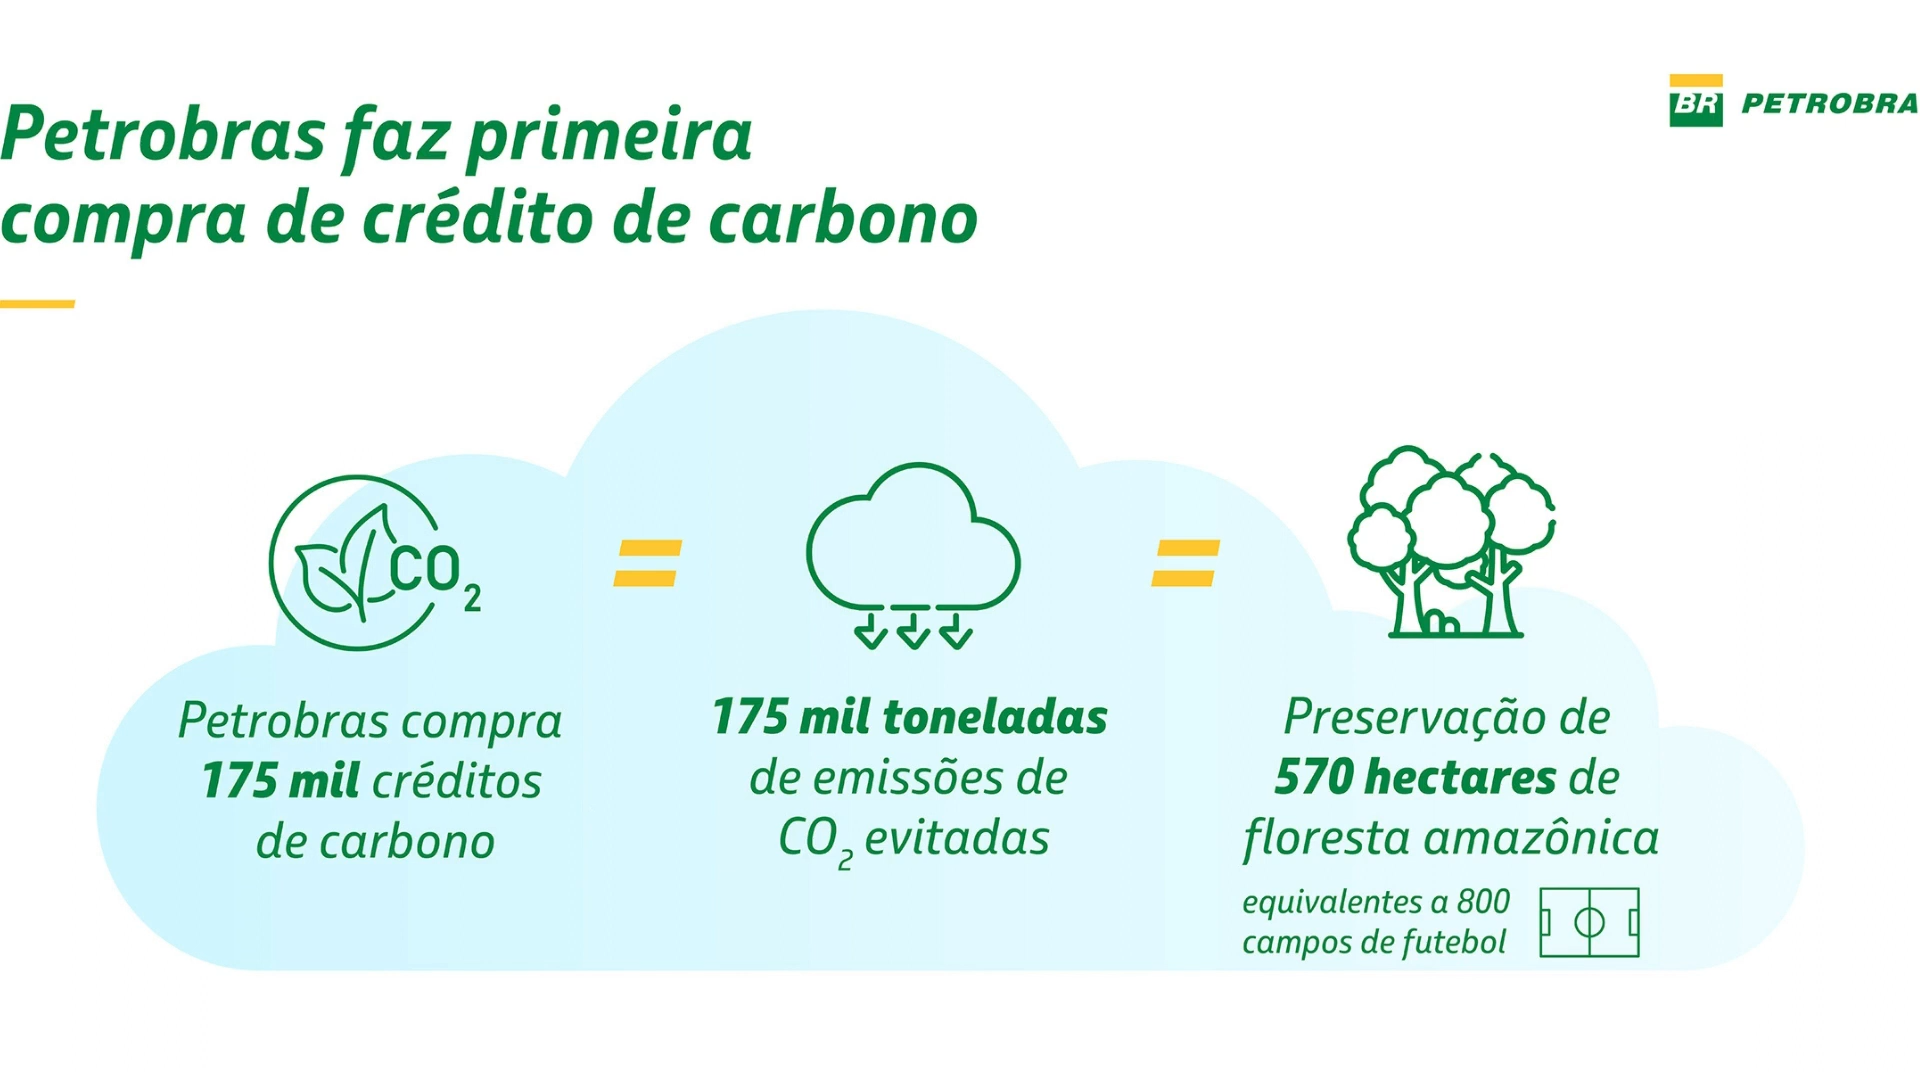 Petrobras faz primeira
compra de crédito de carbono
BR PETROBRA
CO2
Petrobras compra
175 mil créditos
de carbono
=
175 mil toneladas
de emissões de
CO2 evitadas
=
Preservação de
570 hectares de
floresta amazônica
equivalentes a 800
campos de futebol